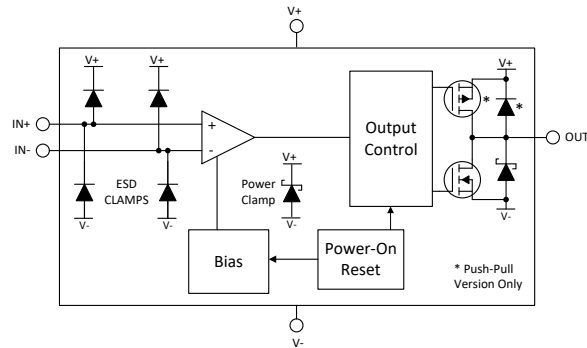 V+
V+
V+
V+
IN+
IN-
+
-
Output
Control
*
*
OUT
ESD
CLAMPS
V+
Power
Clamp
V-
V-
V-
V-
Bias
Power-On
Reset
* Push-Pull
Version Only
V-